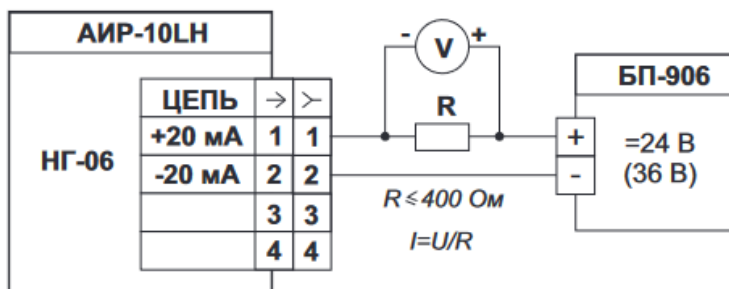 АИР-10LH
НГ-06
ЦЕПЬ → ≻
+20 мА 1 1
-20 мА 2 2
3 3
4 4
- V +
R
R≤400 Ом
I=U/R
БП-906
+ =24 В
- (36 В)